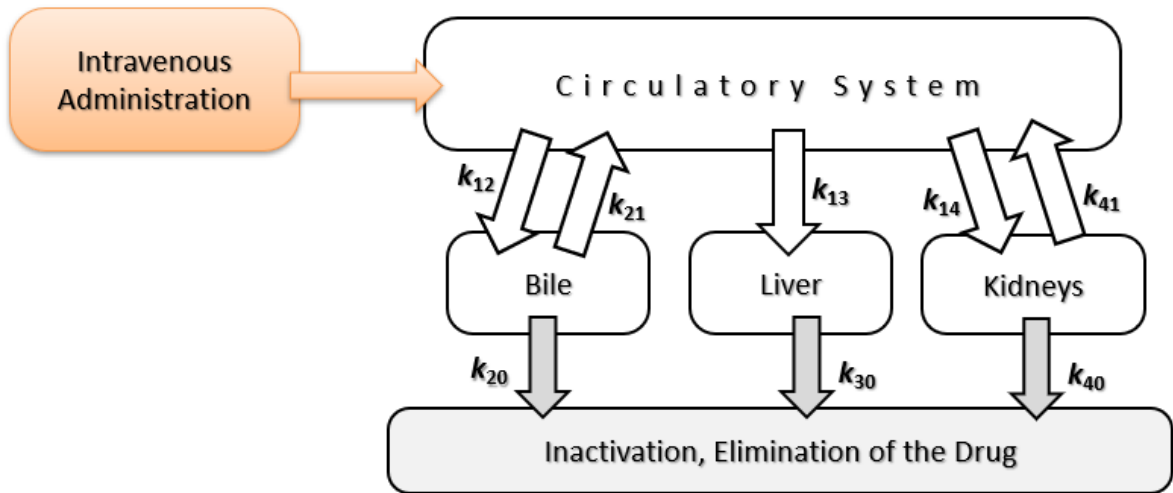 Intravenous
Administration
Circulatory System
k12
k21
k13
k14
k41
Bile
Liver
Kidneys
k20
k30
k40
Inactivation, Elimination of the Drug